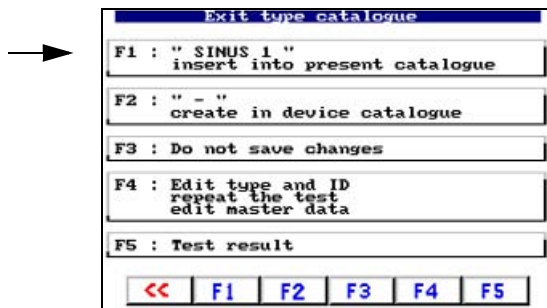 Exit type catalogue
F1 : " SINUS 1 "
insert into present catalogue
F2 : " - "
create in device catalogue
F3 : Do not save changes
F4 : Edit type and ID
repeat the test
edit master data
F5 : Test result
<< F1 F2 F3 F4 F5